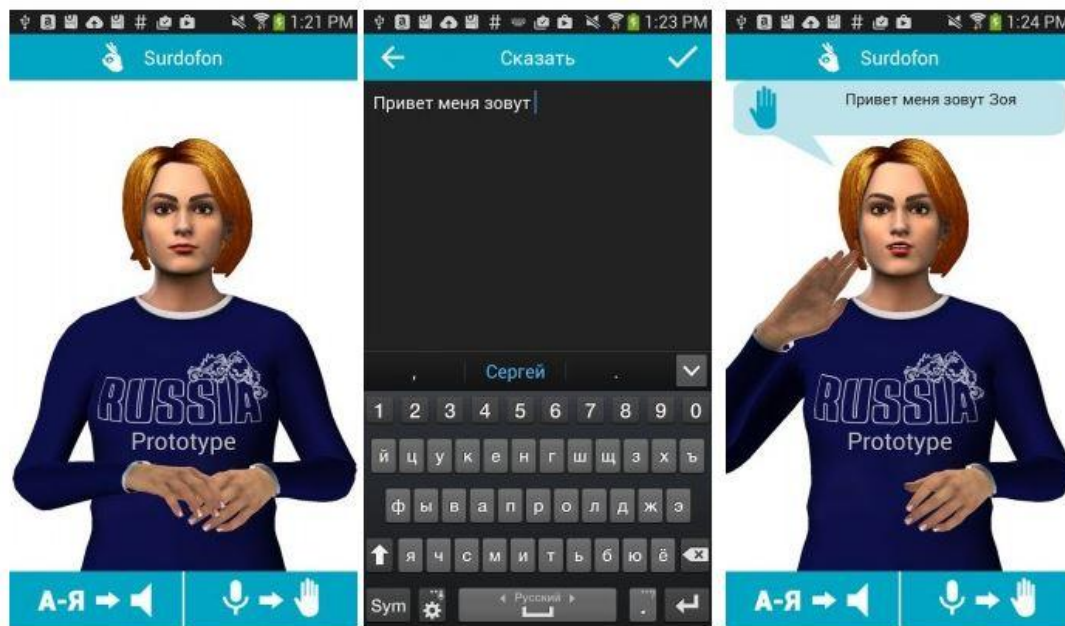 1:21 PM
Surdofon
RUSSIA
Prototype
А-Я
1:23 PM
Сказать
Привет меня зовут
, Сергей .
1 2 3 4 5 6 7 8 9 0
й ц у к е н г ш щ з х ъ
ф ы в а п р о л д ж э
я ч с м и т ь б ю ё
Sym Русский .
1:24 PM
Surdofon
Привет меня зовут Зоя
RUSSIA
Prototype
А-Я